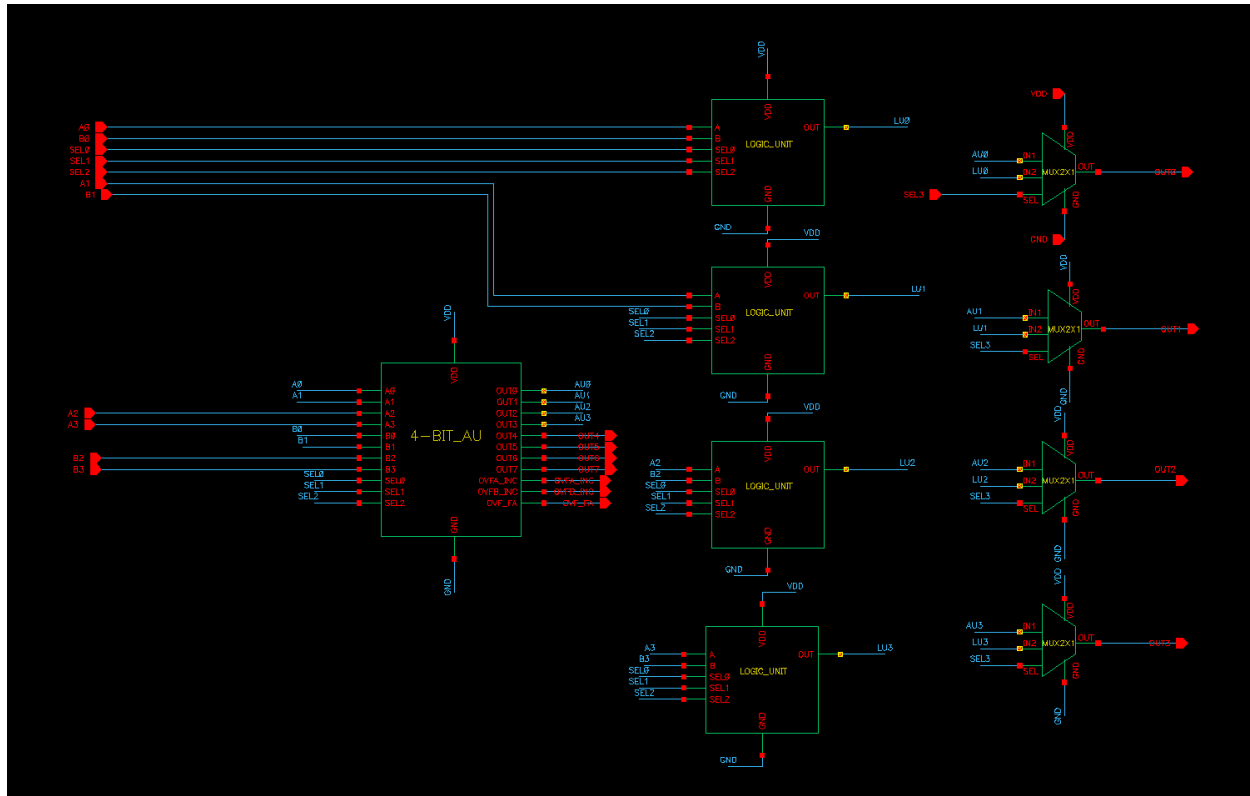 VDD
A0
B0
SEL0
SEL1
SEL2
A1
B1
VDD
A
B
SEL0
SEL1
SEL2
LOGIC_UNIT
OUT
GND
LU0
GND
VDD
VDD
AU0
LU0
SEL3
IN1
IN2
SEL
VDD
MUX2X1
OUT
GND
OUT0
GND
VDD
A
B
SEL0
SEL1
SEL2
SEL0
SEL1
SEL2
LOGIC_UNIT
OUT
GND
LU1
GND
VDD
AU1
LU1
SEL3
IN1
IN2
SEL
VDD
MUX2X1
OUT
GND
OUT1
GND
VDD
VDD
A0
A1
A2
A3
B0
B1
B2
B3
SEL0
SEL1
SEL2
A0
A1
A2
A3
B0
B1
B2
B3
SEL0
SEL1
SEL2
4-BIT_AU
OUT0
OUT1
OUT2
OUT3
OUT4
OUT5
OUT6
OUT7
OVFA_INC
OVFB_INC
OVF_FA
AU0
AU1
AU2
AU3
OUT4
OUT5
OUT6
OUT7
OVFA_INC
OVFB_INC
OVF_FA
GND
GND
VDD
VDD
A2
B2
SEL0
SEL1
SEL2
A
B
SEL0
SEL1
SEL2
LOGIC_UNIT
OUT
GND
LU2
GND
VDD
AU2
LU2
SEL3
IN1
IN2
SEL
VDD
MUX2X1
OUT
GND
OUT2
GND
VDD
VDD
A3
B3
SEL0
SEL1
SEL2
A
B
SEL0
SEL1
SEL2
LOGIC_UNIT
OUT
GND
LU3
GND
VDD
AU3
LU3
SEL3
IN1
IN2
SEL
VDD
MUX2X1
OUT
GND
OUT3
GND